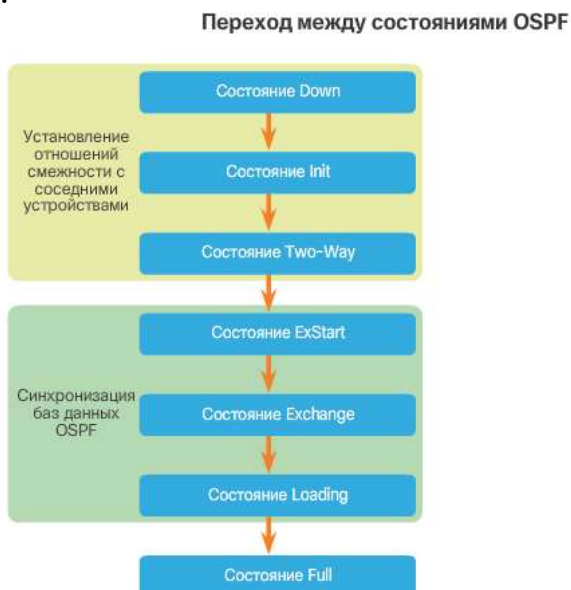 Переход между состояниями OSPF
Состояние Down
Установление
отношений
смежности с
соседними
устройствами
Состояние Init
Состояние Two-Way
Состояние ExStart
Синхронизация
баз данных
OSPF
Состояние Exchange
Состояние Loading
Состояние Full